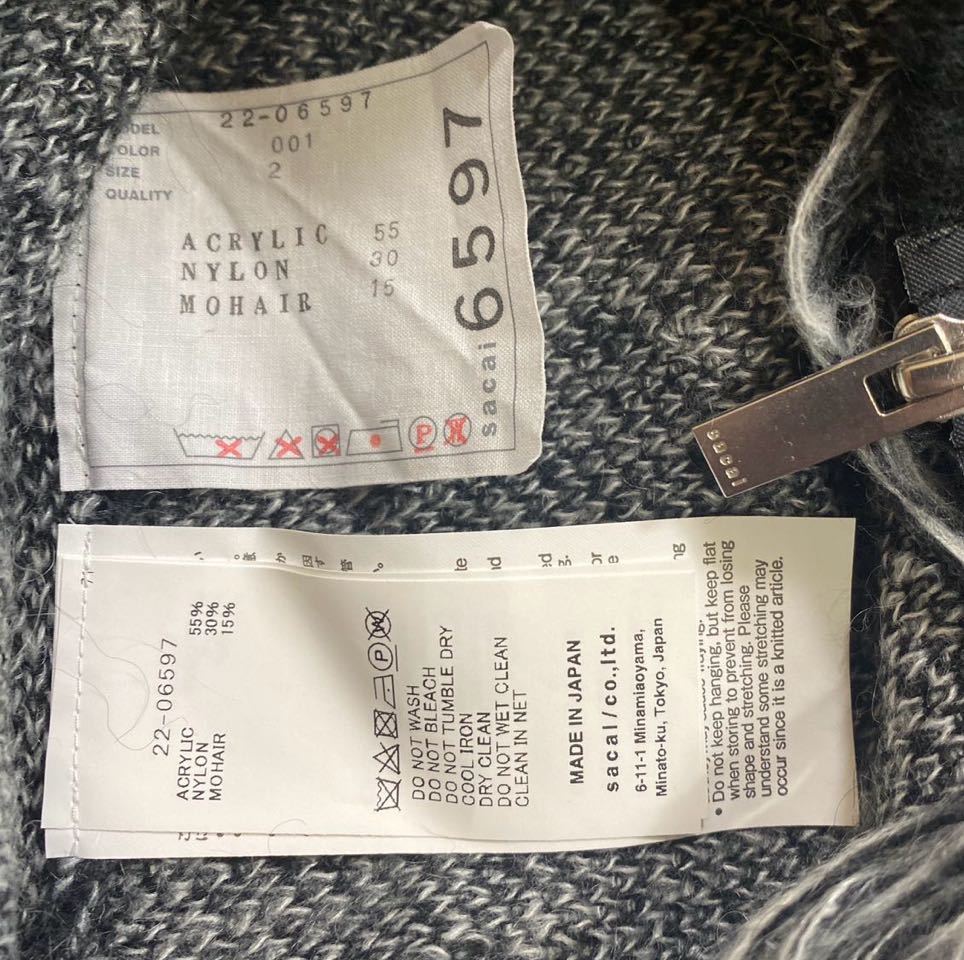 MODEL 22-06597
COLOR 001
SIZE 2
QUALITY
ACRYLIC 55
NYLON 30
MOHAIR 15
sacai 6597
P
sacai
22-06597
ACRYLIC 55%
NYLON 30%
MOHAIR 15%
P
DO NOT WASH
DO NOT BLEACH
DO NOT TUMBLE DRY
COOL IRON
DRY CLEAN
DO NOT WET CLEAN
CLEAN IN NET
MADE IN JAPAN
sacai/co.,ltd.
6-11-1 Minamiaoyama,
Minato-ku, Tokyo, Japan
• Do not keep hanging, but keep flat
when storing to prevent from losing
shape and stretching. Please
understand some stretching may
occur since it is a knitted article.